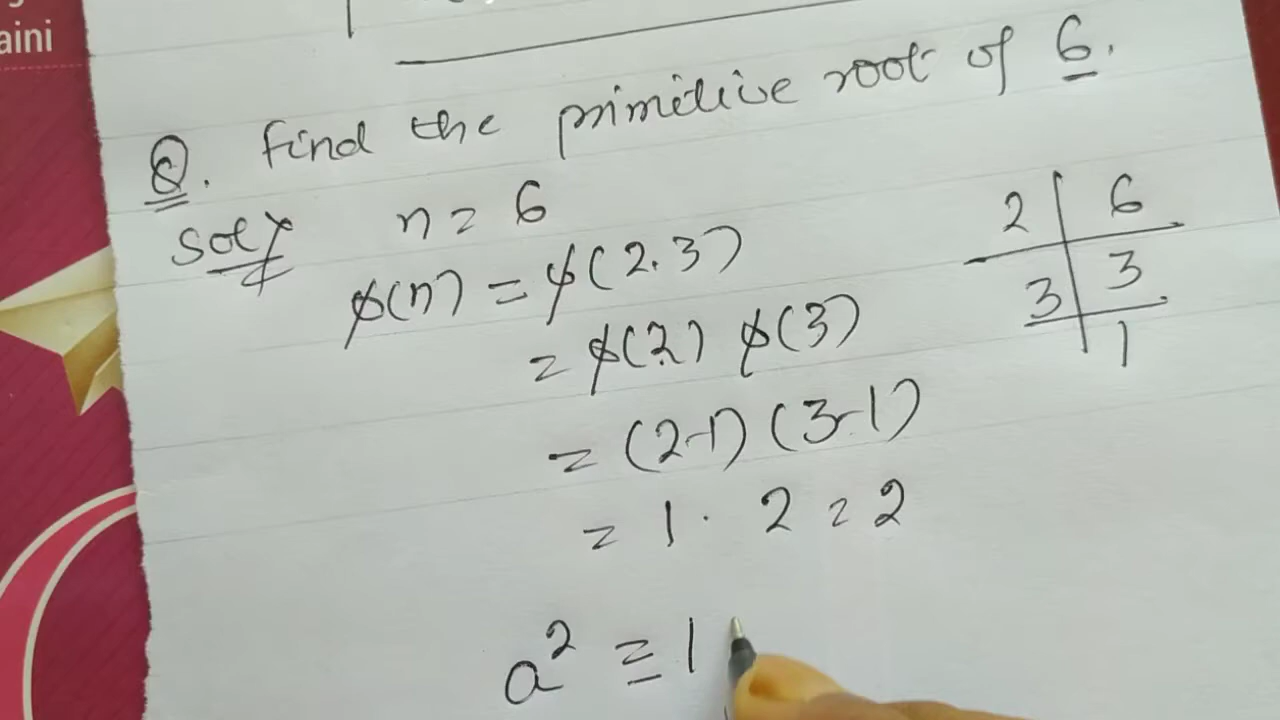 aini
Q. Find the primitive root of 6.
Soln n = 6
2 | 6
3 | 3
1
ϕ(n) = ϕ(2.3)
= ϕ(2) ϕ(3)
= (2-1) (3-1)
= 1 . 2 = 2
a² ≡ 1